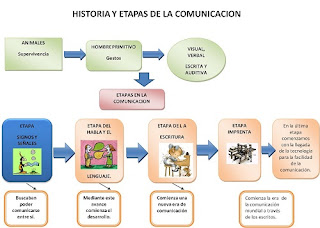 HISTORIA Y ETAPAS DE LA COMUNICACION
ANIMALES
Supervivencia
HOMBRE PRIMITIVO
Gestos
VISUAL,
VERBAL
ESCRITA Y
AUDITIVA
ETAPAS EN LA
COMUNICACIÓN
ETAPA
SIGNOS Y
SEÑALES
ETAPA DEL
HABLA Y EL
LENGUAJE.
ETAPA DE LA
ESCRITURA
ETAPA
IMPRENTA
En la última
etapa
comenzamos
con la llegada
de la tecnología
para la facilidad
de la
comunicación.
Buscaban
poder
comunicarse
entre si.
Mediante este
avance
comienza el
desarrollo.
Comienza una
nueva era de
comunicación
Comienza la era de
la comunicación
mundial a través
de los escritos.